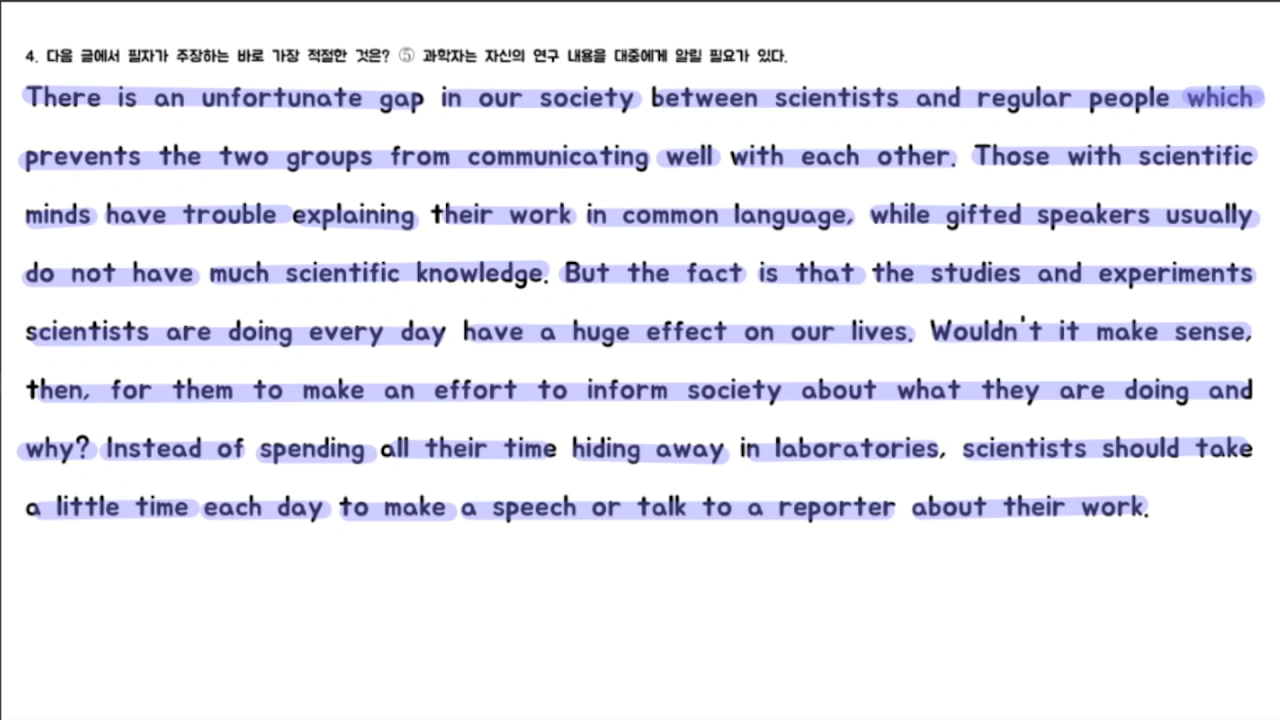 4. 다음 글에서 필자가 주장하는 바로 가장 적절한 것은? ⑤ 과학자는 자신의 연구 내용을 대중에게 알릴 필요가 있다.
There is an unfortunate gap in our society between scientists and regular people which
prevents the two groups from communicating well with each other. Those with scientific
minds have trouble explaining their work in common language, while gifted speakers usually
do not have much scientific knowledge. But the fact is that the studies and experiments
scientists are doing every day have a huge effect on our lives. Wouldn't it make sense,
then, for them to make an effort to inform society about what they are doing and
why? Instead of spending all their time hiding away in laboratories, scientists should take
a little time each day to make a speech or talk to a reporter about their work.